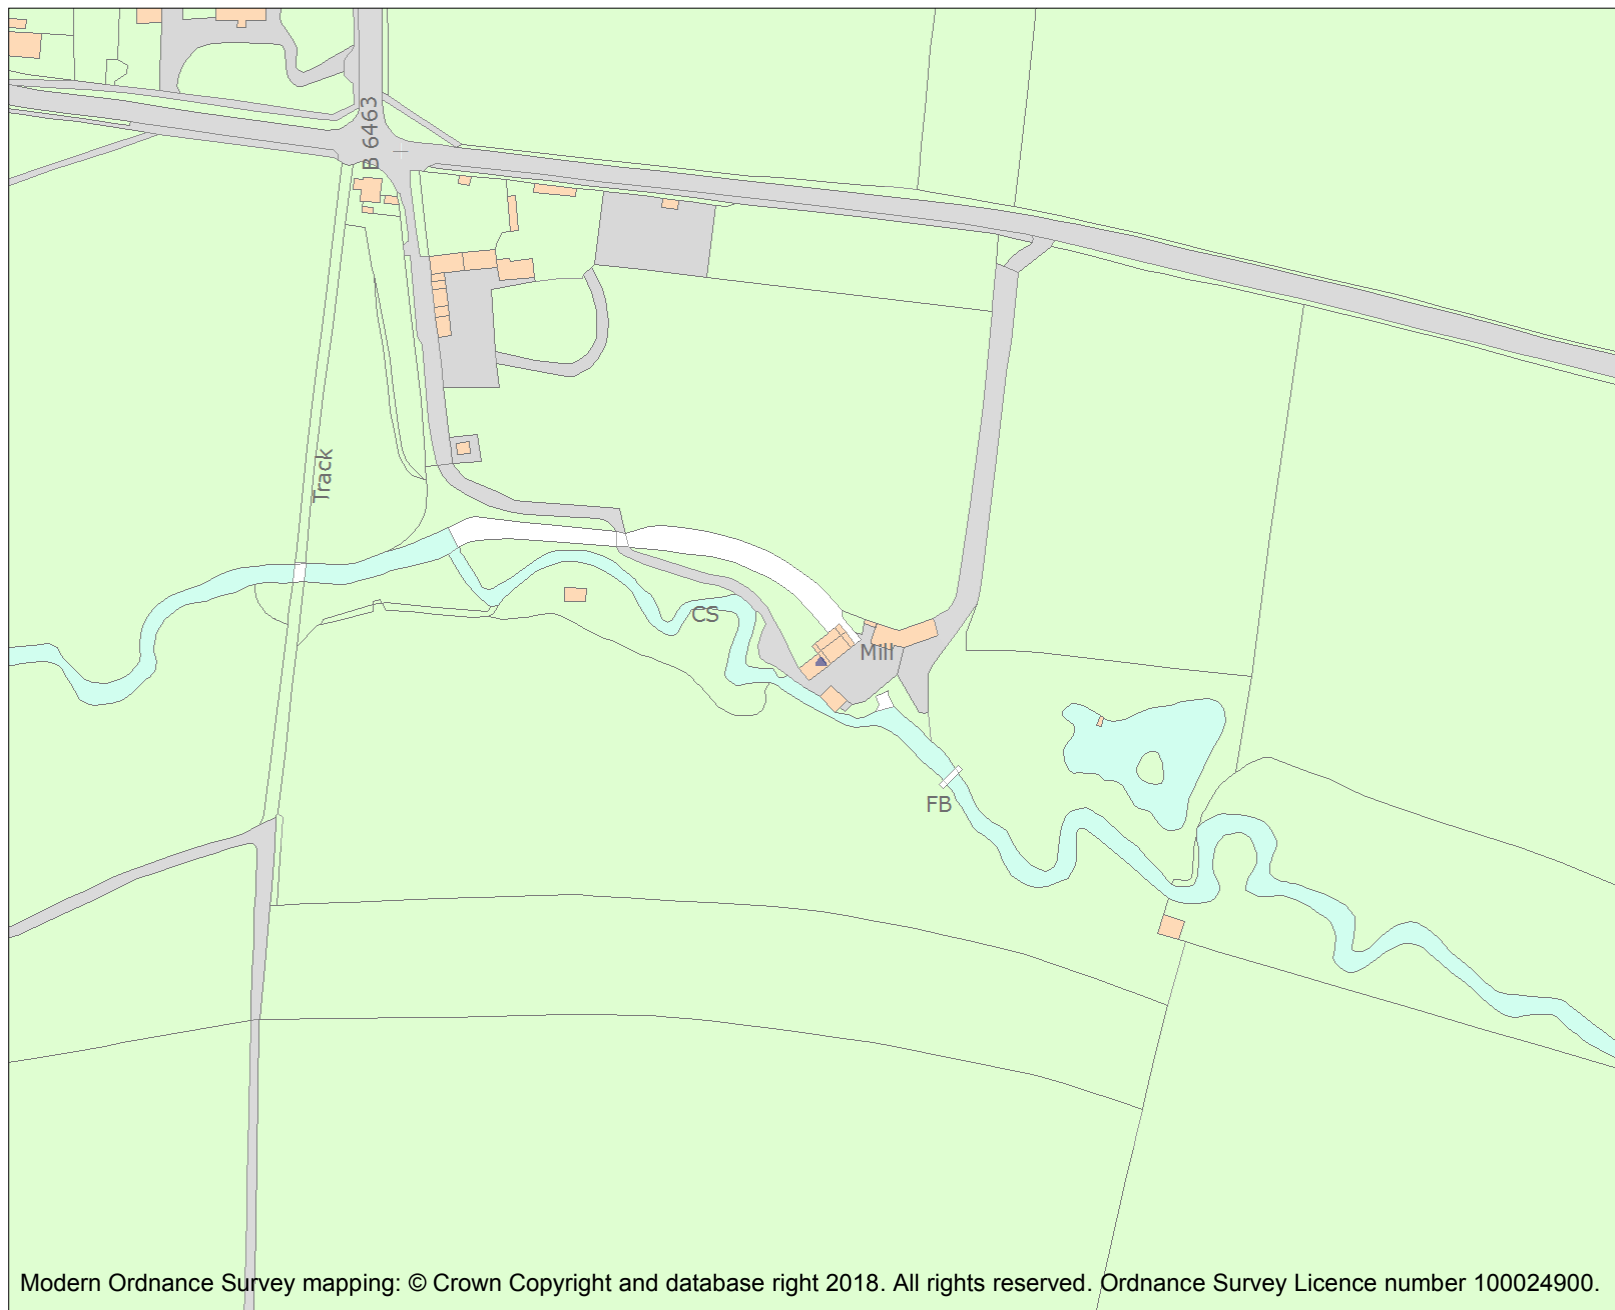 B 6463
Track
CS
Mill
FB
Modern Ordnance Survey mapping: © Crown Copyright and database right 2018. All rights reserved. Ordnance Survey Licence number 100024900.